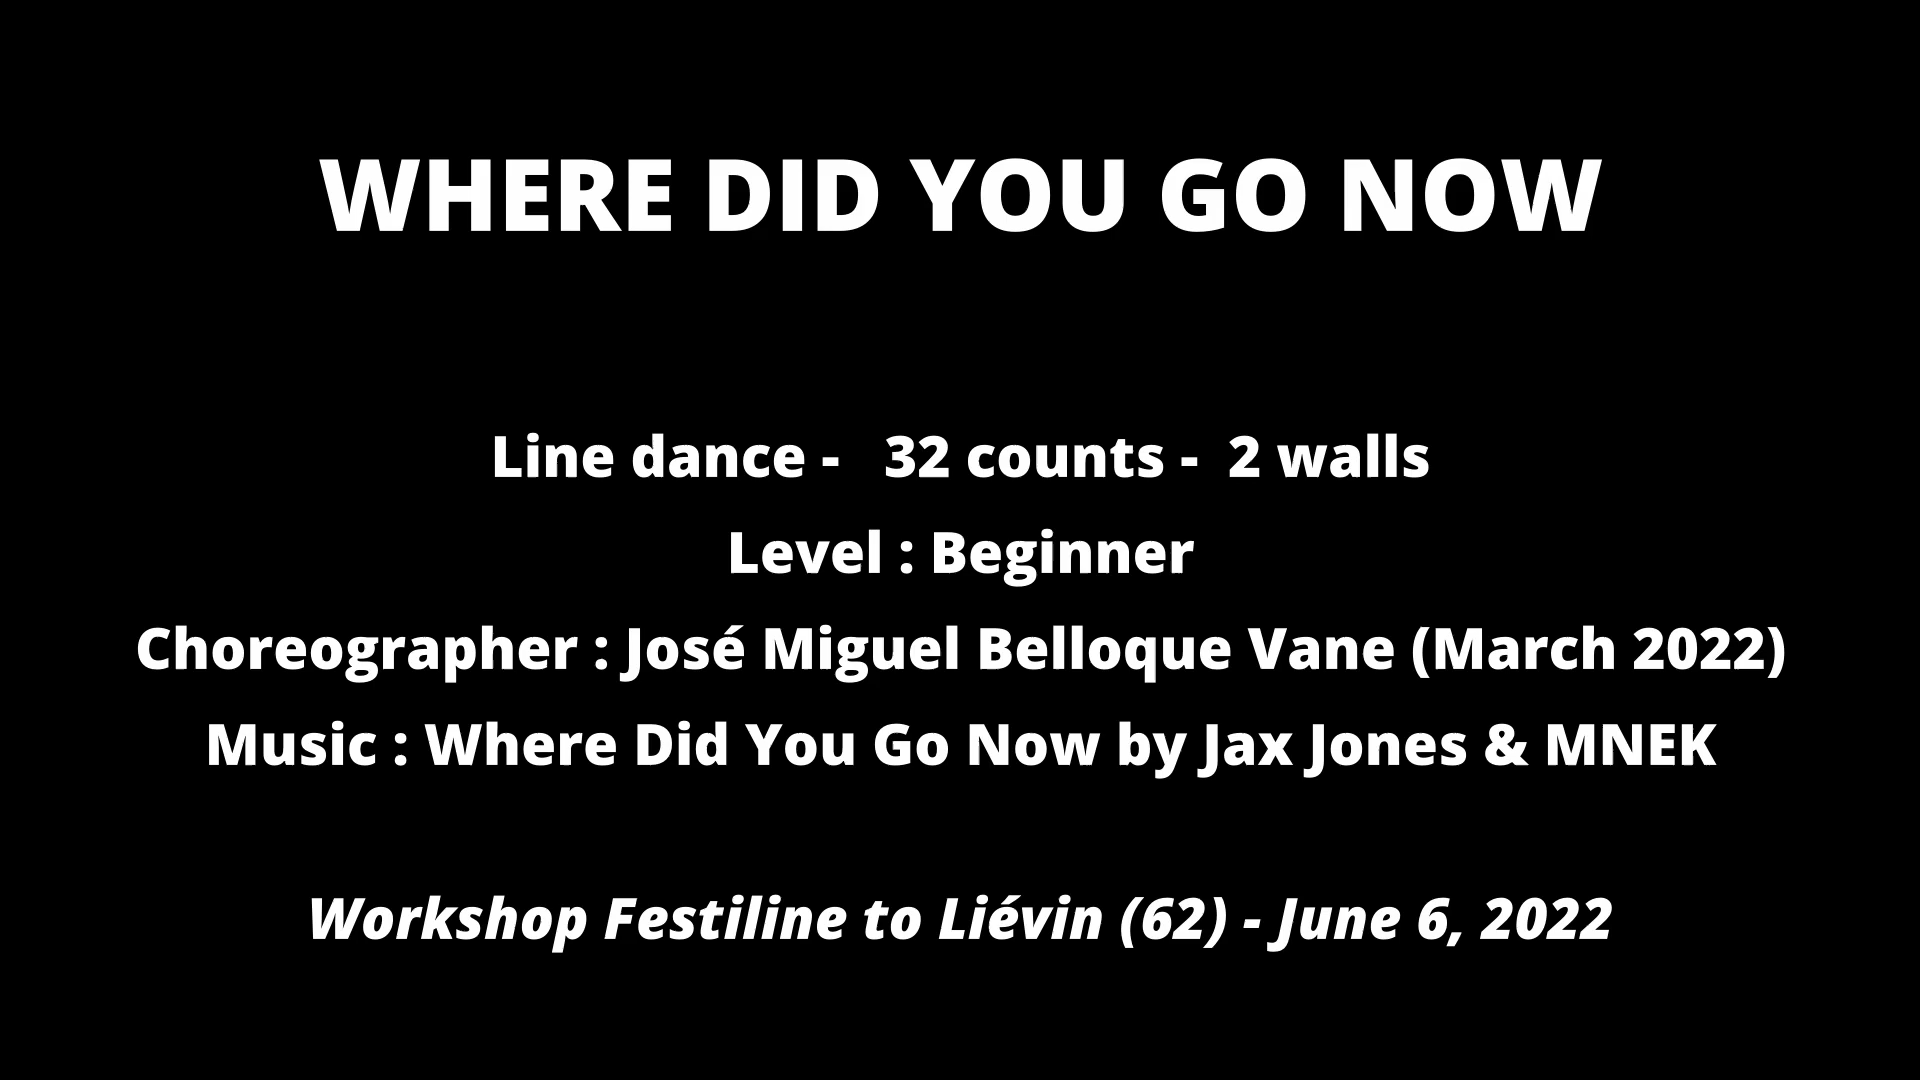 WHERE DID YOU GO NOW
Line dance - 32 counts - 2 walls
Level : Beginner
Choreographer : José Miguel Belloque Vane (March 2022)
Music : Where Did You Go Now by Jax Jones & MNEK
Workshop Festiline to Liévin (62) - June 6, 2022